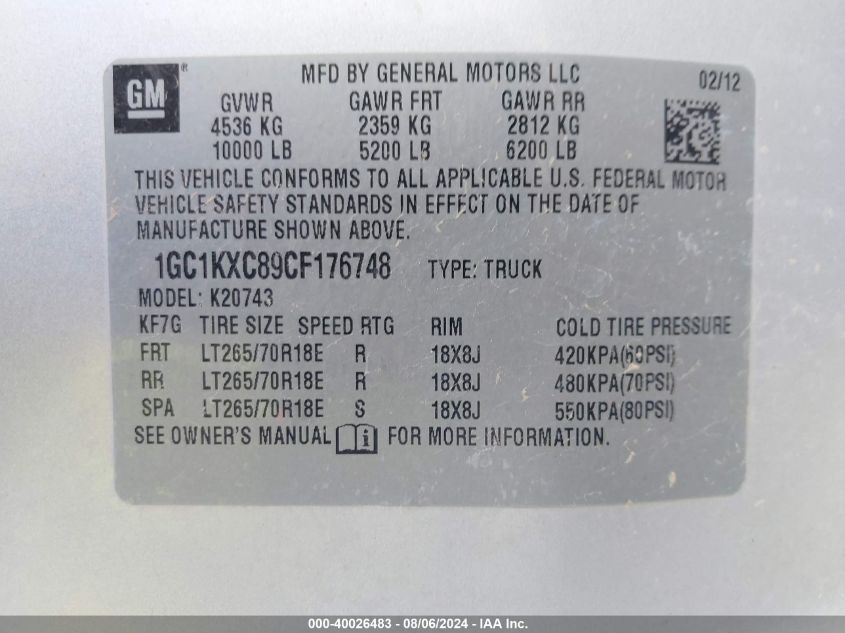 MFD BY GENERAL MOTORS LLC 02/12
GM®
GVWR GAWR FRT GAWR RR
4536 KG 2359 KG 2812 KG
10000 LB 5200 LB 6200 LB
THIS VEHICLE CONFORMS TO ALL APPLICABLE U.S. FEDERAL MOTOR
VEHICLE SAFETY STANDARDS IN EFFECT ON THE DATE OF
MANUFACTURE SHOWN ABOVE.
1GC1KXC89CF176748 TYPE: TRUCK
MODEL: K20743
KF7G TIRE SIZE SPEED RTG RIM COLD TIRE PRESSURE
FRT LT265/70R18E R 18X8J 420KPA(60PSI)
RR LT265/70R18E R 18X8J 480KPA(70PSI)
SPA LT265/70R18E S 18X8J 550KPA(80PSI)
SEE OWNER'S MANUAL i FOR MORE INFORMATION.
000-40026483 - 08/06/2024 - IAA Inc.